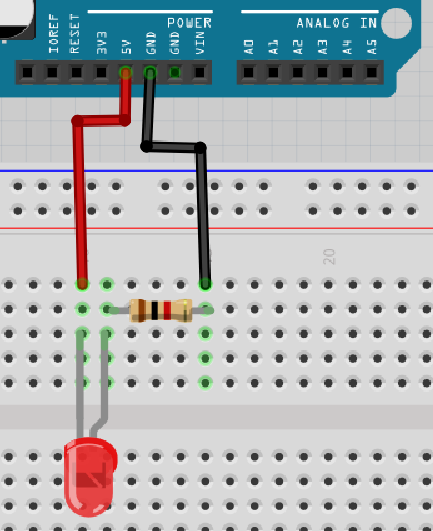 POWER
ANALOG IN
IOREF
RESET
3V3
5V
GND
GND
VIN
A0
A1
A2
A3
A4
A5
20